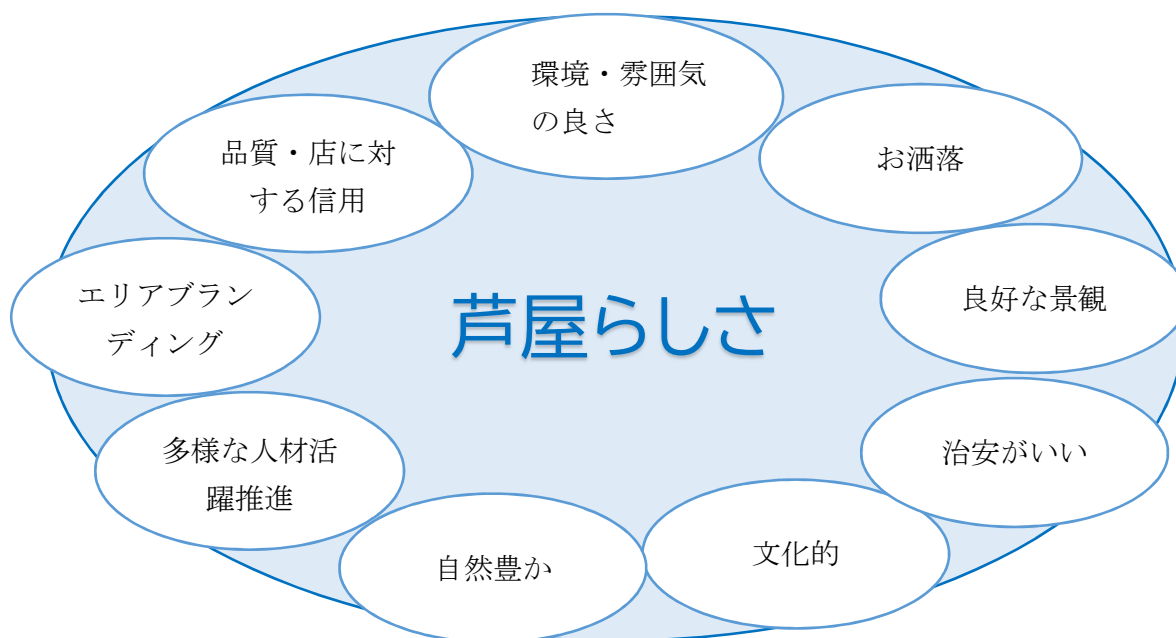 環境・雰囲気
の良さ
お洒落
品質・店に対
する信用
良好な景観
エリアブラン
ディング
芦屋らしさ
治安がいい
多様な人材活
躍推進
文化的
自然豊か